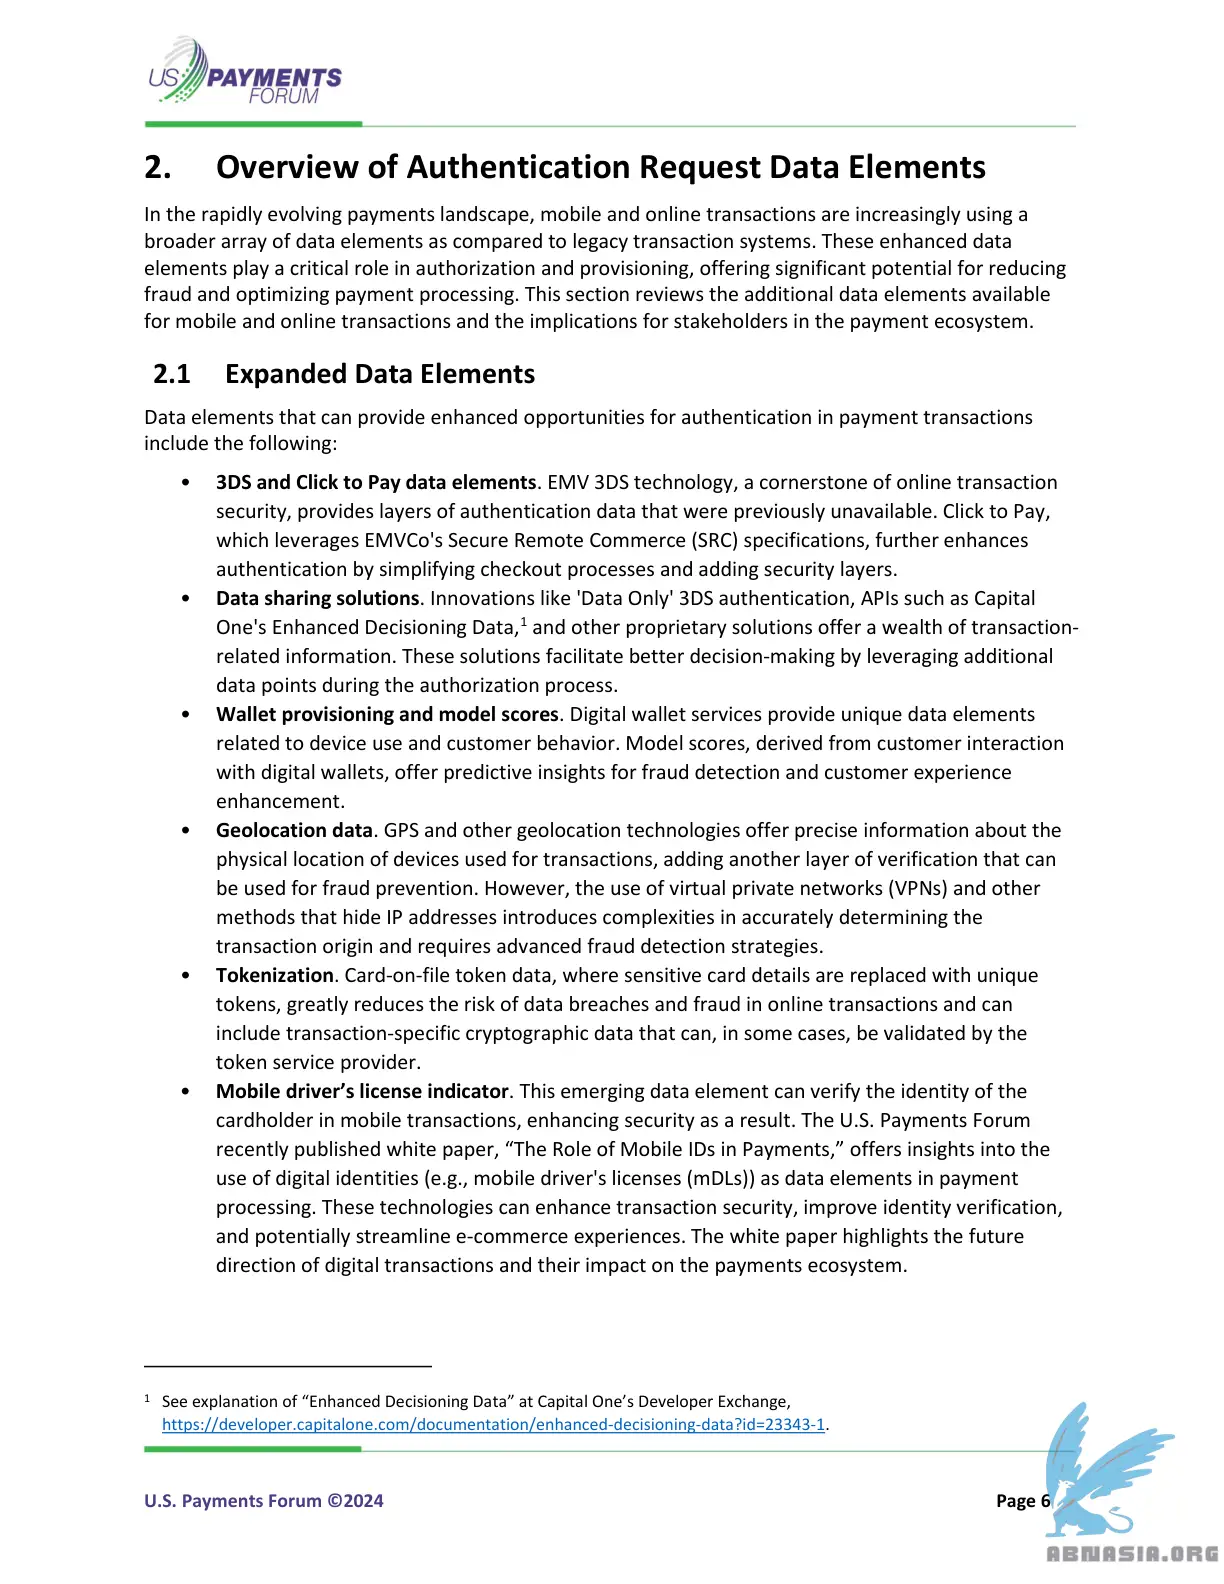 US PAYMENTS
FORUM
2. Overview of Authentication Request Data Elements
In the rapidly evolving payments landscape, mobile and online transactions are increasingly using a
broader array of data elements as compared to legacy transaction systems. These enhanced data
elements play a critical role in authorization and provisioning, offering significant potential for reducing
fraud and optimizing payment processing. This section reviews the additional data elements available
for mobile and online transactions and the implications for stakeholders in the payment ecosystem.
2.1 Expanded Data Elements
Data elements that can provide enhanced opportunities for authentication in payment transactions
include the following:
• 3DS and Click to Pay data elements. EMV 3DS technology, a cornerstone of online transaction
security, provides layers of authentication data that were previously unavailable. Click to Pay,
which leverages EMVCo's Secure Remote Commerce (SRC) specifications, further enhances
authentication by simplifying checkout processes and adding security layers.
• Data sharing solutions. Innovations like 'Data Only' 3DS authentication, APIs such as Capital
One's Enhanced Decisioning Data,1 and other proprietary solutions offer a wealth of transaction-
related information. These solutions facilitate better decision-making by leveraging additional
data points during the authorization process.
• Wallet provisioning and model scores. Digital wallet services provide unique data elements
related to device use and customer behavior. Model scores, derived from customer interaction
with digital wallets, offer predictive insights for fraud detection and customer experience
enhancement.
• Geolocation data. GPS and other geolocation technologies offer precise information about the
physical location of devices used for transactions, adding another layer of verification that can
be used for fraud prevention. However, the use of virtual private networks (VPNs) and other
methods that hide IP addresses introduces complexities in accurately determining the
transaction origin and requires advanced fraud detection strategies.
• Tokenization. Card-on-file token data, where sensitive card details are replaced with unique
tokens, greatly reduces the risk of data breaches and fraud in online transactions and can
include transaction-specific cryptographic data that can, in some cases, be validated by the
token service provider.
• Mobile driver’s license indicator. This emerging data element can verify the identity of the
cardholder in mobile transactions, enhancing security as a result. The U.S. Payments Forum
recently published white paper, “The Role of Mobile IDs in Payments,” offers insights into the
use of digital identities (e.g., mobile driver's licenses (mDLs)) as data elements in payment
processing. These technologies can enhance transaction security, improve identity verification,
and potentially streamline e-commerce experiences. The white paper highlights the future
direction of digital transactions and their impact on the payments ecosystem.
1 See explanation of “Enhanced Decisioning Data” at Capital One’s Developer Exchange,
https://developer.capitalone.com/documentation/enhanced-decisioning-data?id=23343-1.
U.S. Payments Forum ©2024 Page 6
ABNASIA.ORG